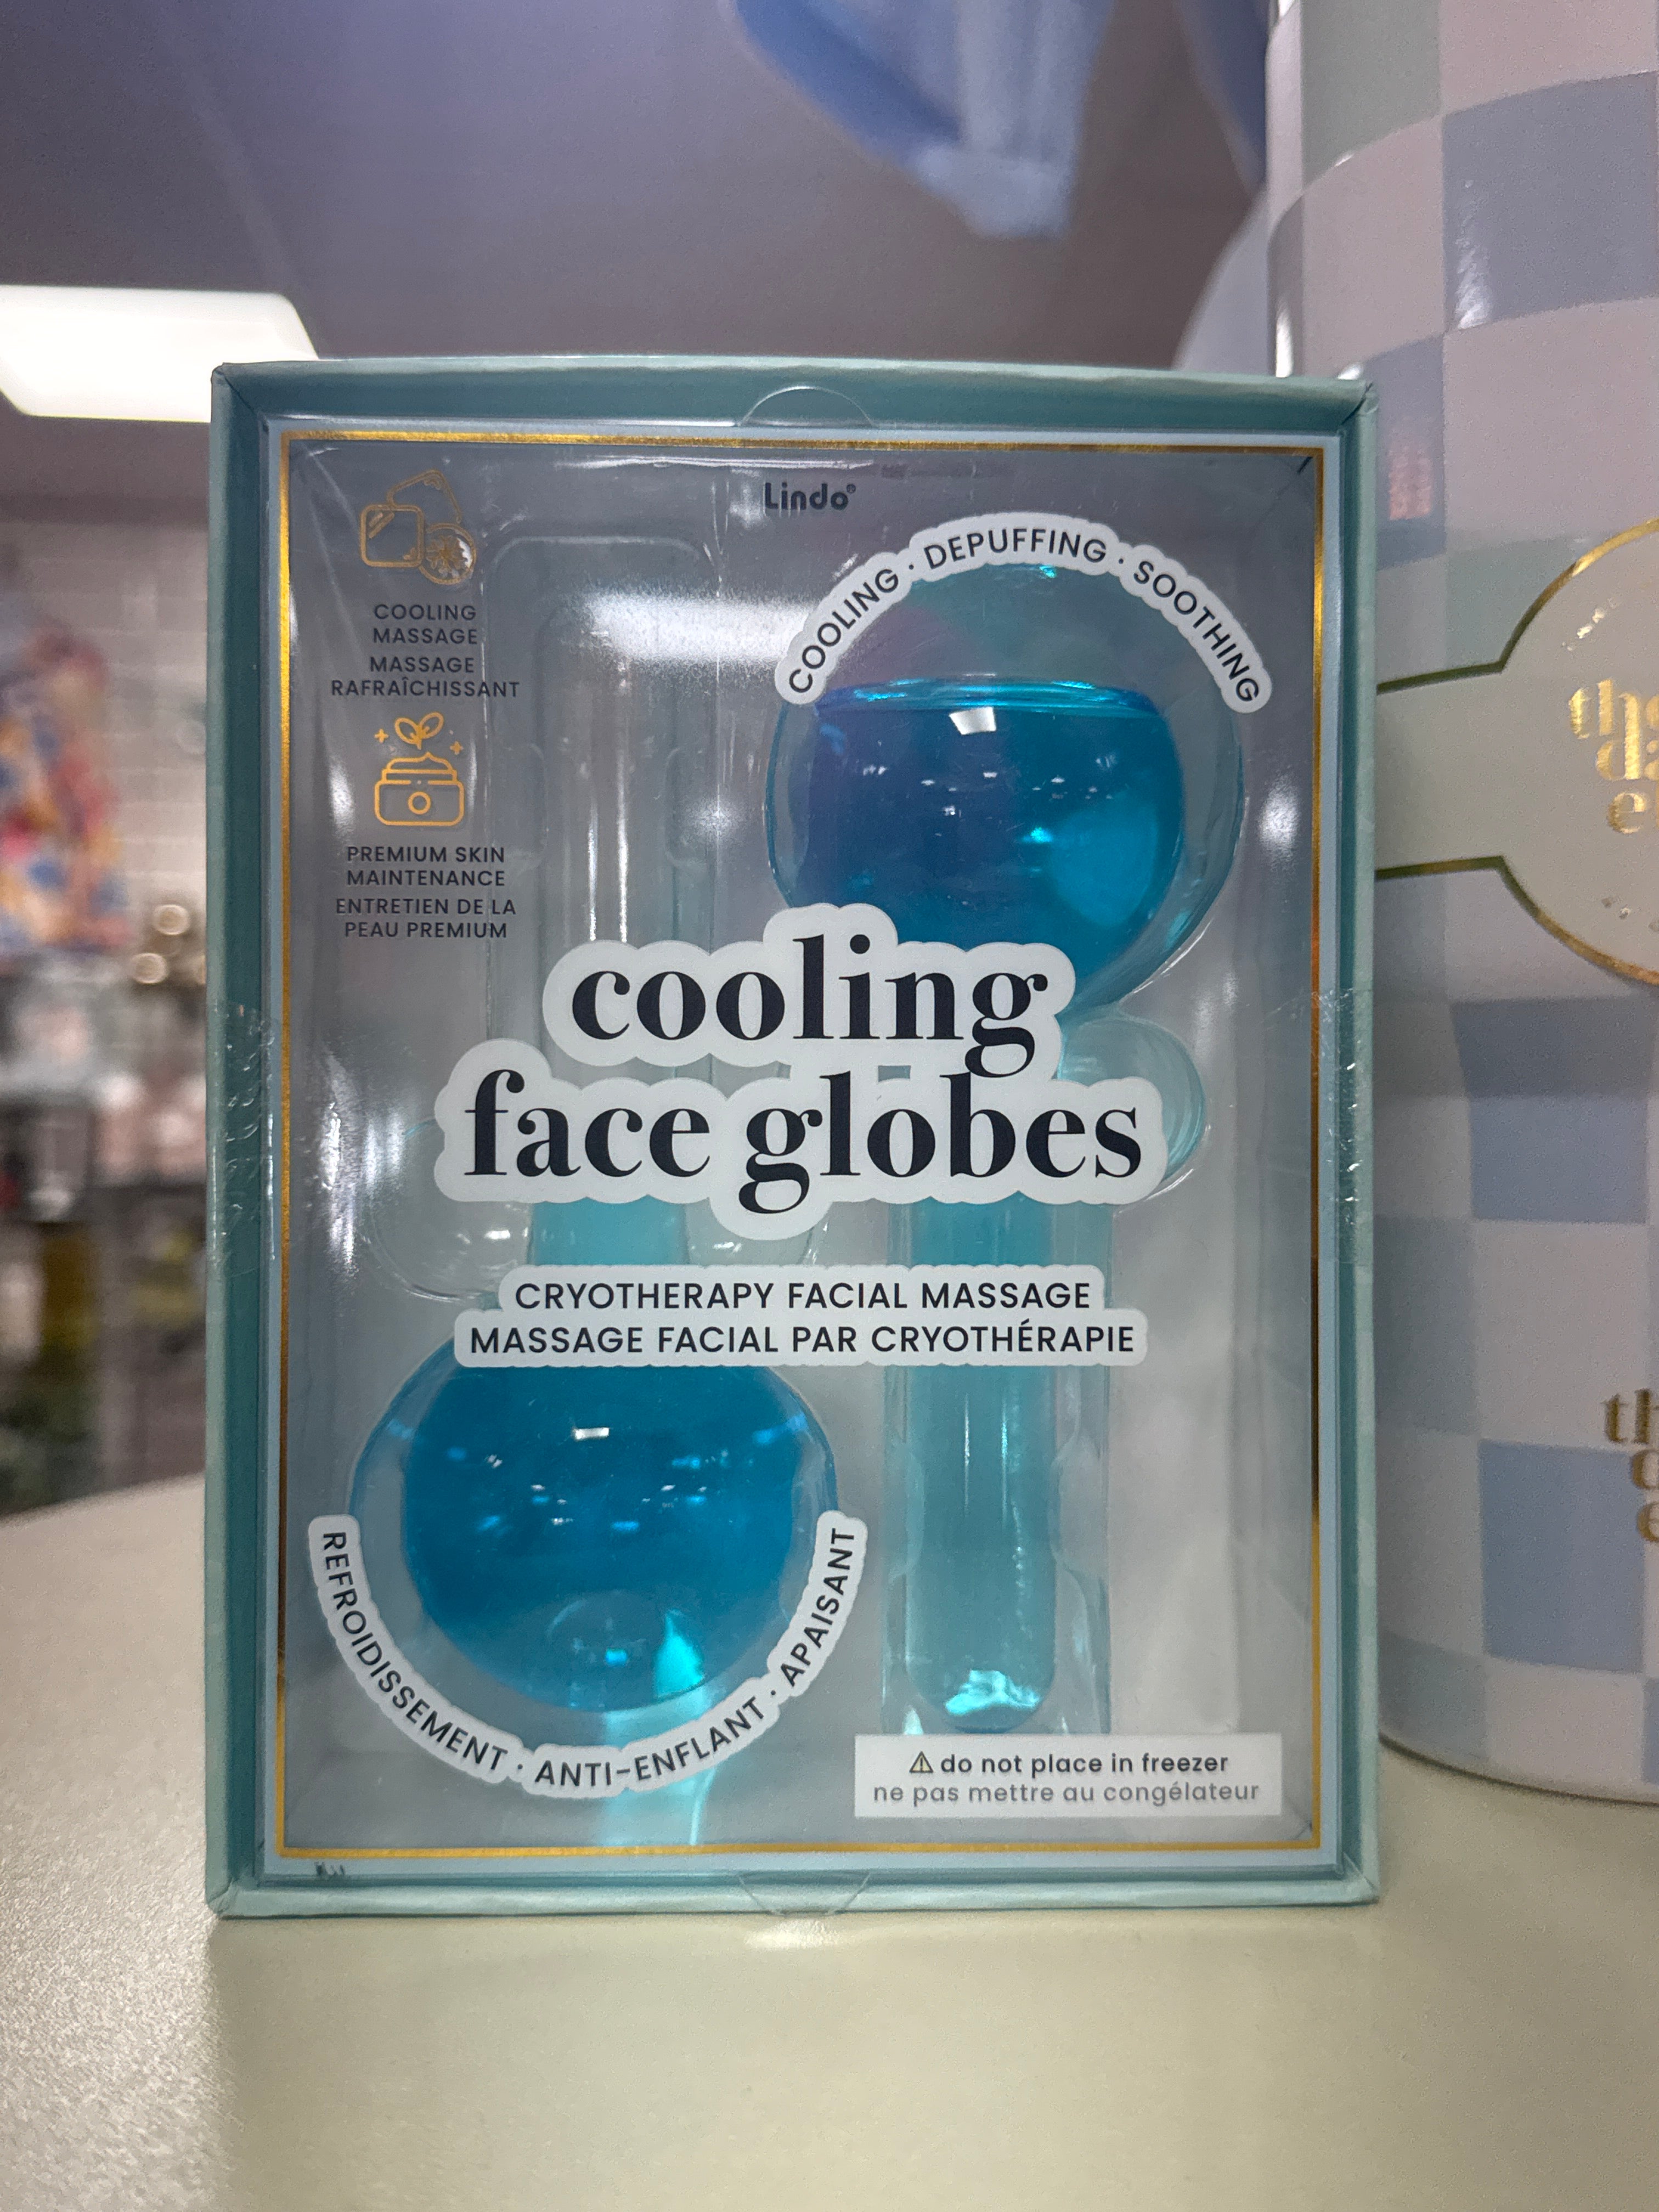 Lindo®
COOLING · DEPUFFING · SOOTHING
COOLING
MASSAGE
MASSAGE
RAFRAÎCHISSANT
PREMIUM SKIN
MAINTENANCE
ENTRETIEN DE LA
PEAU PREMIUM
cooling
face globes
CRYOTHERAPY FACIAL MASSAGE
MASSAGE FACIAL PAR CRYOTHÉRAPIE
REFROIDISSEMENT · ANTI-ENFLANT · APAISANT
⚠ do not place in freezer
ne pas mettre au congélateur